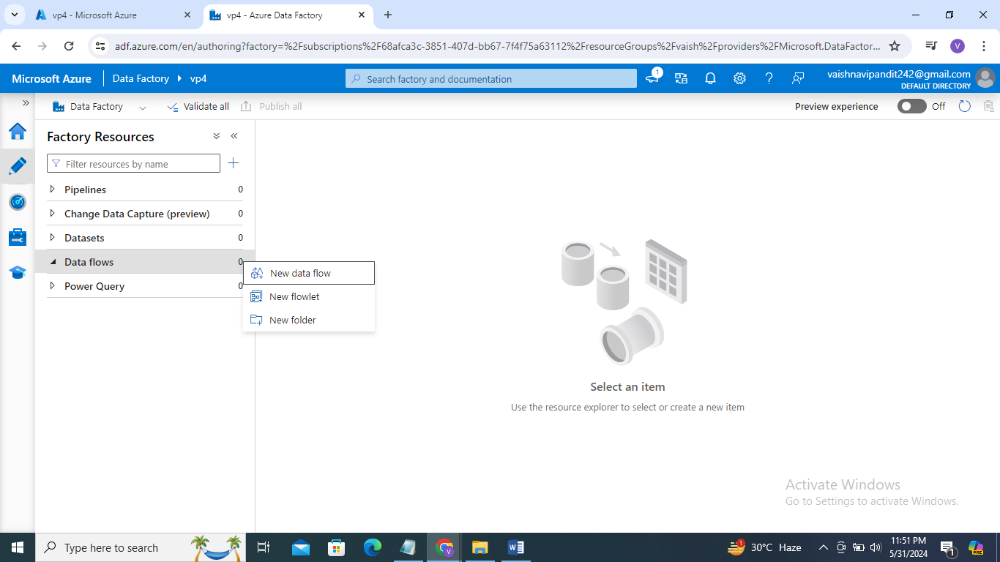 vp4 - Microsoft Azure
vp4 - Azure Data Factory
adf.azure.com/en/authoring?factory=%2Fsubscriptions%2F68afca3c-3851-407d-bb67-7f4f75a63112%2FresourceGroups%2Fvaish%2Fproviders%2FMicrosoft.DataFactor...
V
Microsoft Azure
Data Factory
vp4
Search factory and documentation
1
vaishnavipandit242@gmail.com
DEFAULT DIRECTORY
Data Factory
Validate all
Publish all
Preview experience
Off
Factory Resources
Filter resources by name
Pipelines 0
Change Data Capture (preview) 0
Datasets 0
Data flows 0
Power Query 0
New data flow
New flowlet
New folder
Select an item
Use the resource explorer to select or create a new item
Activate Windows
Go to Settings to activate Windows.
Type here to search
V
W
1
30°C Haze
11:51 PM
5/31/2024
1
PRE